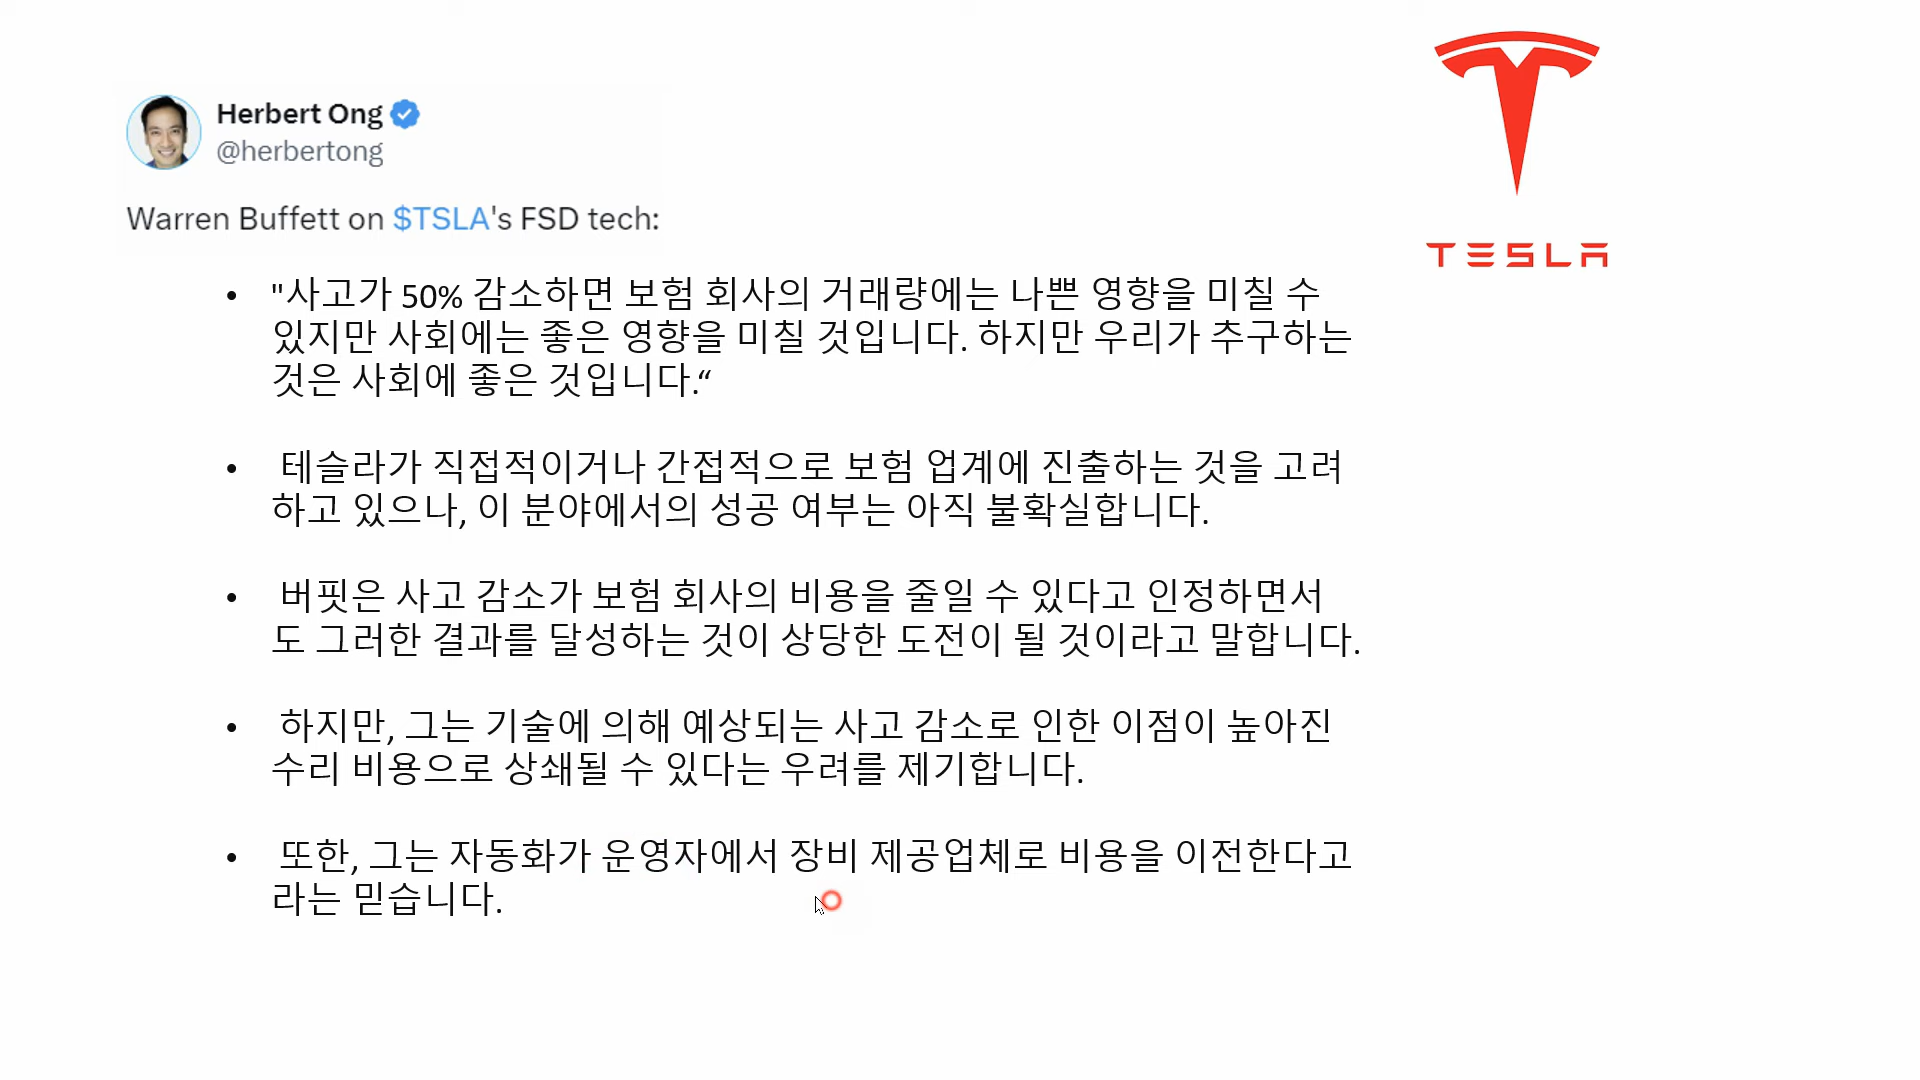 Herbert Ong
@herbertong
Warren Buffett on $TSLA's FSD tech:
TESLA
• "사고가 50% 감소하면 보험 회사의 거래량에는 나쁜 영향을 미칠 수
있지만 사회에는 좋은 영향을 미칠 것입니다. 하지만 우리가 추구하는
것은 사회에 좋은 것입니다.“
• 테슬라가 직접적이거나 간접적으로 보험 업계에 진출하는 것을 고려
하고 있으나, 이 분야에서의 성공 여부는 아직 불확실합니다.
• 버핏은 사고 감소가 보험 회사의 비용을 줄일 수 있다고 인정하면서
도 그러한 결과를 달성하는 것이 상당한 도전이 될 것이라고 말합니다.
• 하지만, 그는 기술에 의해 예상되는 사고 감소로 인한 이점이 높아진
수리 비용으로 상쇄될 수 있다는 우려를 제기합니다.
• 또한, 그는 자동화가 운영자에서 장비 제공업체로 비용을 이전한다고
라는 믿습니다.